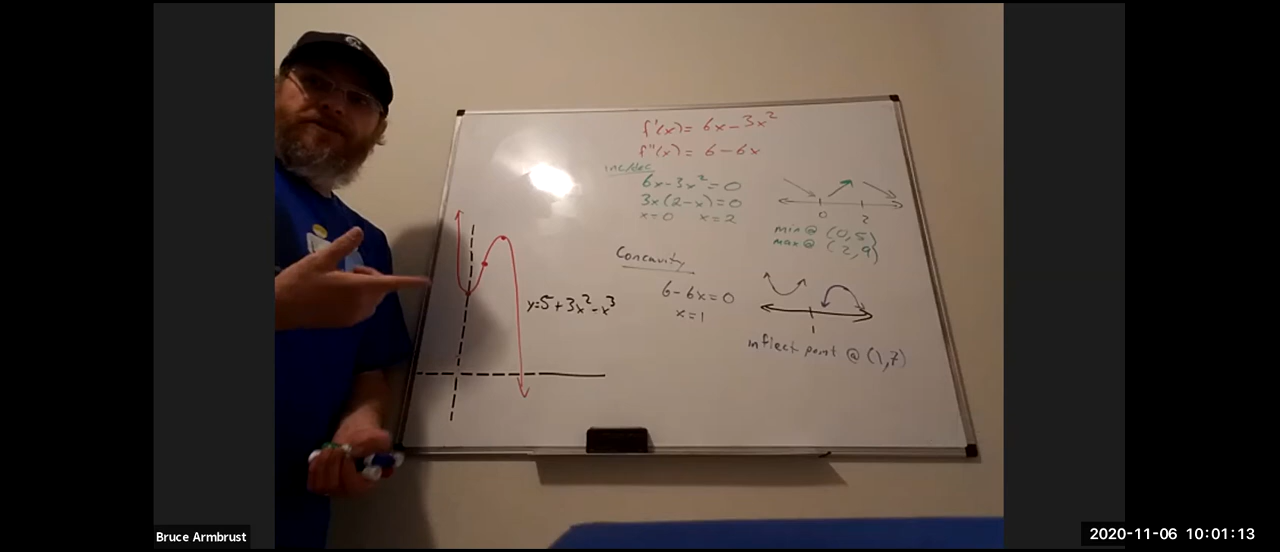 f'(x) = 6x - 3x²
f"(x) = 6 - 6x
inc/dec
6x - 3x² = 0
3x(2 - x) = 0
x = 0 x = 2
0 2
min @ (0, 5)
max @ (2, 9)
y = 5 + 3x² - x³
Concavity
6 - 6x = 0
x = 1
1
inflect point @ (1, 7)
Bruce Armbrust
2020-11-06 10:01:13